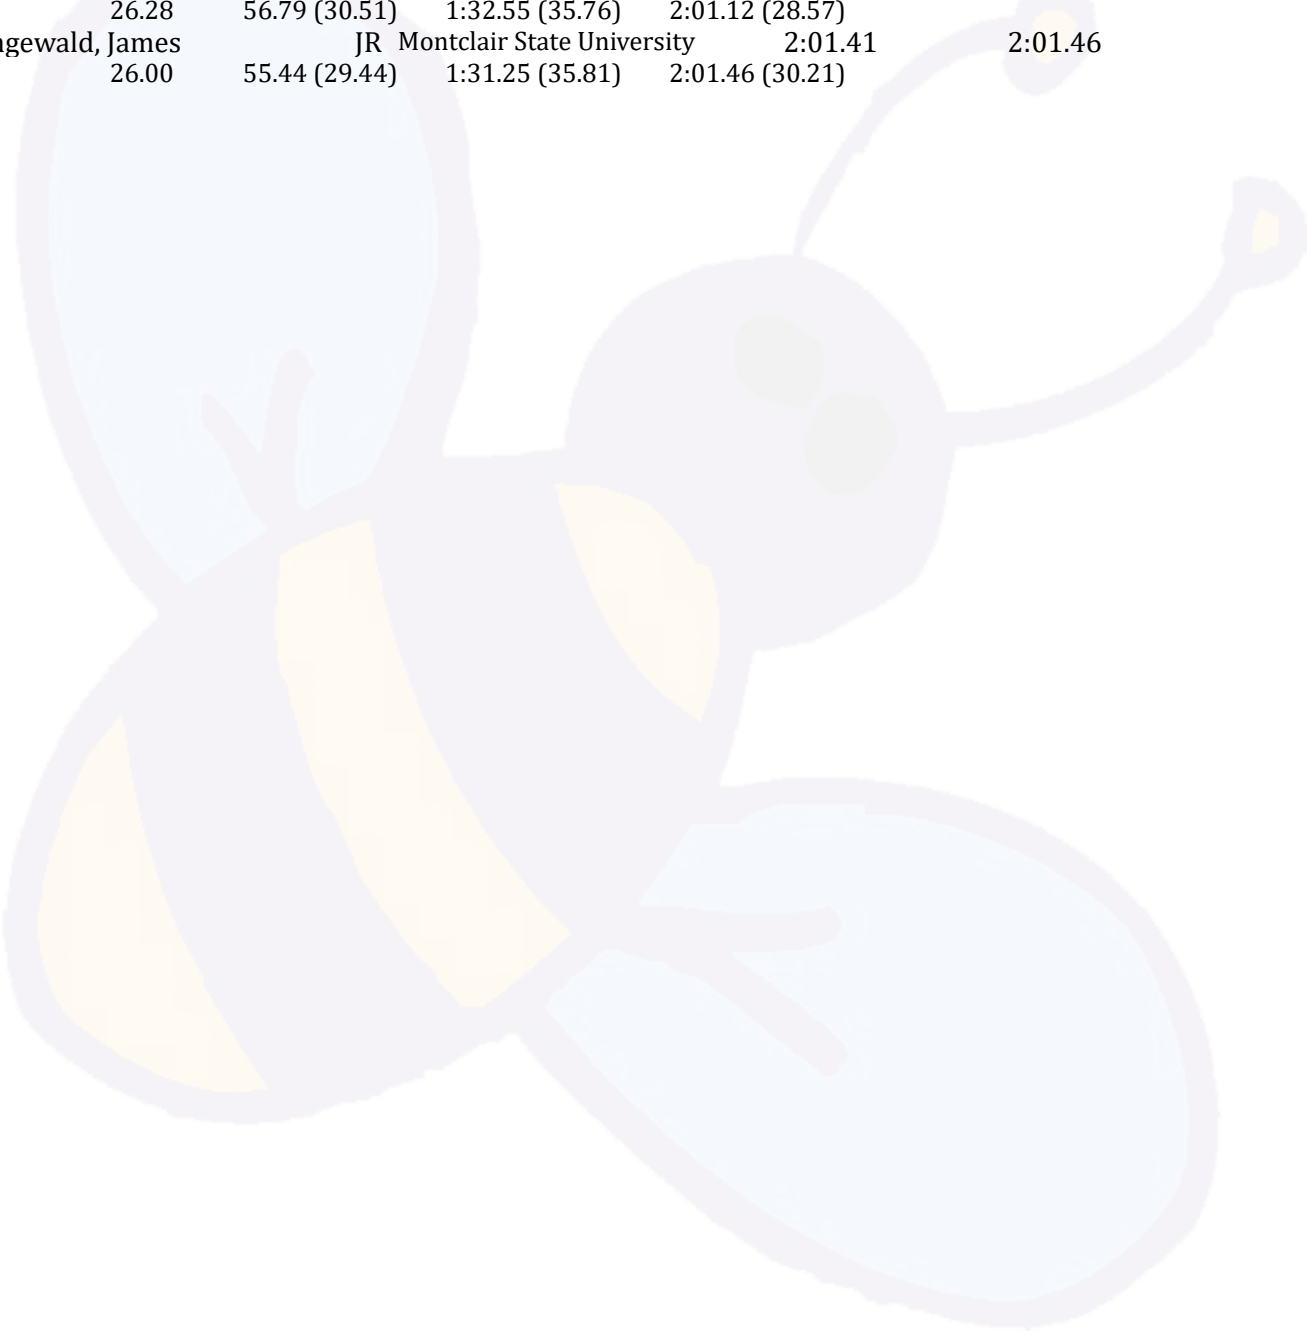 26.28 56.79 (30.51) 1:32.55 (35.76) 2:01.12 (28.57)
James JR Montclair State University 2:01.41 2:01.46
26.00 55.44 (29.44) 1:31.25 (35.81) 2:01.46 (30.21)